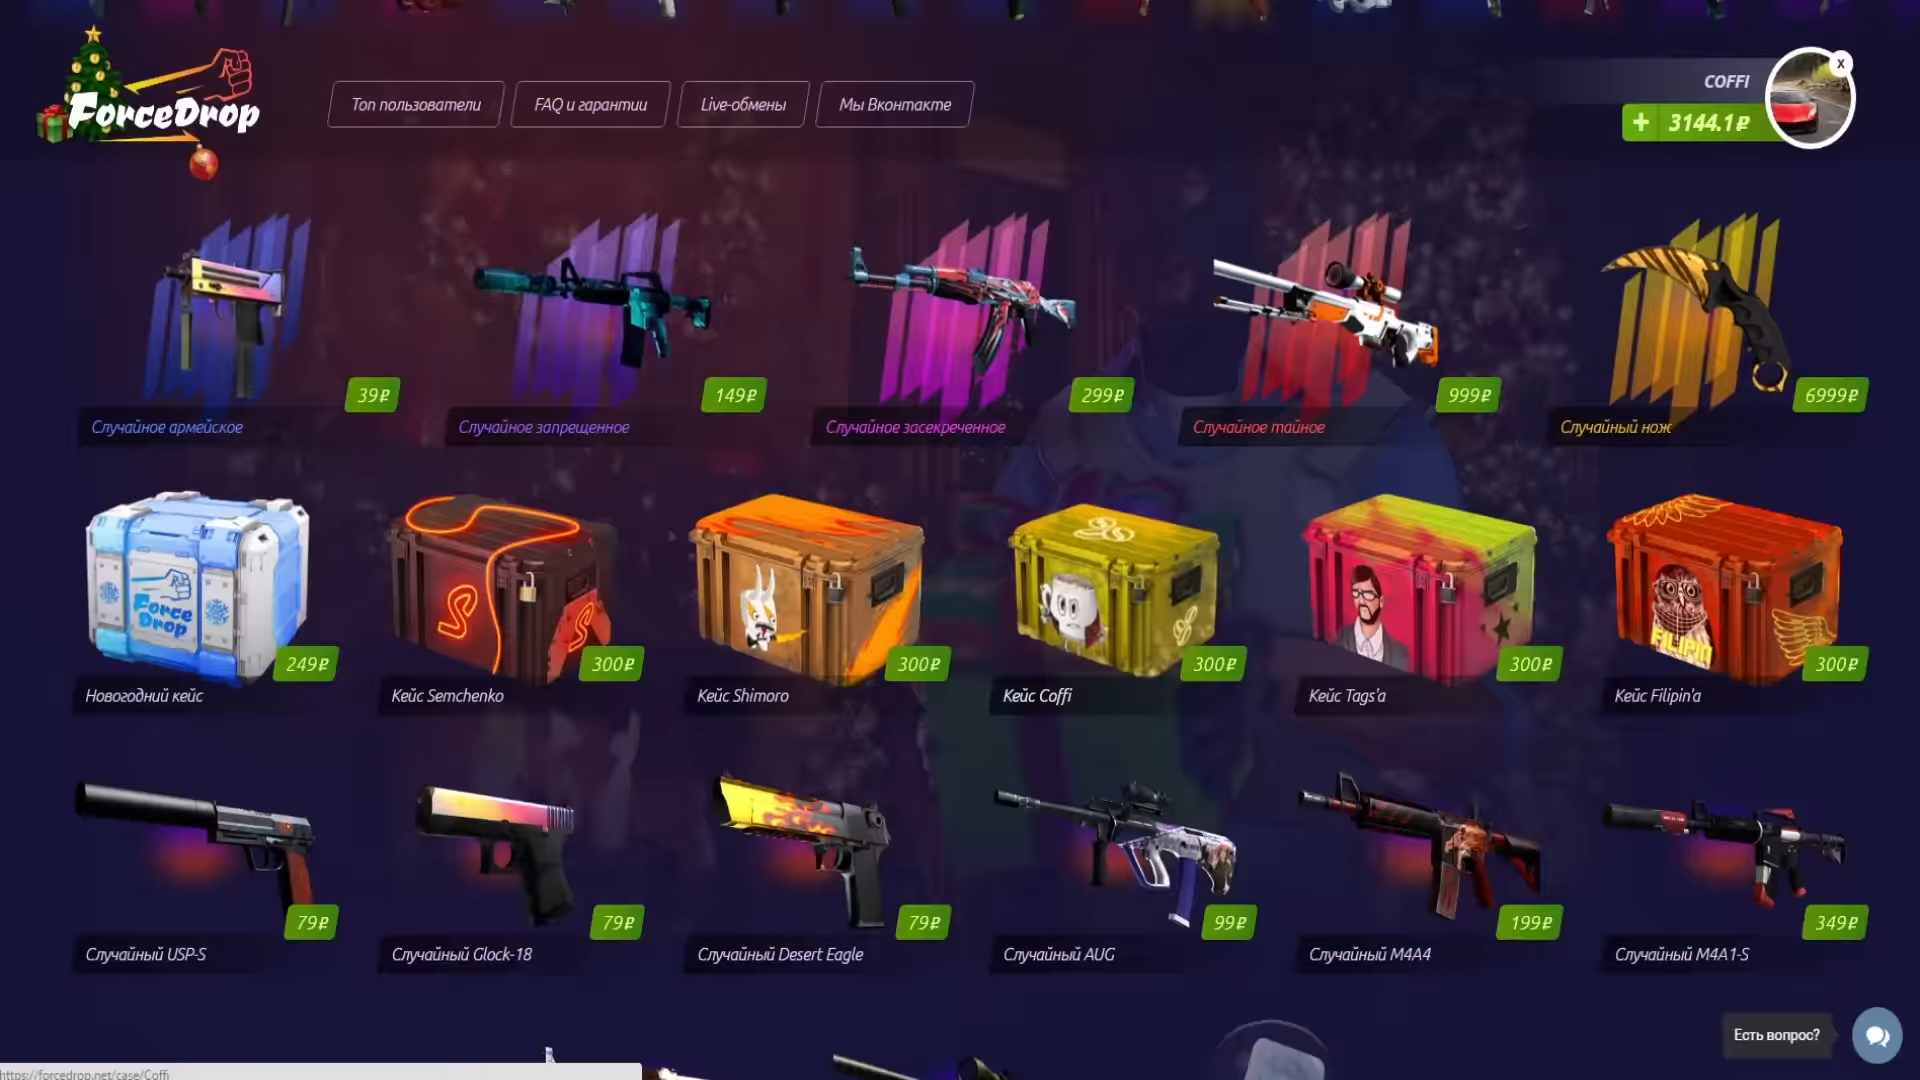 ForceDrop
Топ пользователи
FAQ и гарантии
Live-обмены
Мы Вконтакте
COFFI
X
+ 3144.1₽
39₽
149₽
299₽
999₽
6999₽
Случайное армейское
Случайное запрещенное
Случайное засекреченное
Случайное тайное
Случайный нож
Force
Drop
FILIPIN
249₽
300₽
300₽
300₽
300₽
300₽
Новогодний кейс
Кейс Semchenko
Кейс Shimoro
Кейс Coffi
Кейс Tags'a
Кейс Filipin'a
79₽
79₽
79₽
99₽
199₽
349₽
Случайный USP-S
Случайный Glock-18
Случайный Desert Eagle
Случайный AUG
Случайный M4A4
Случайный M4A1-S
Есть вопрос?
https://forcedrop.net/case/Coffi